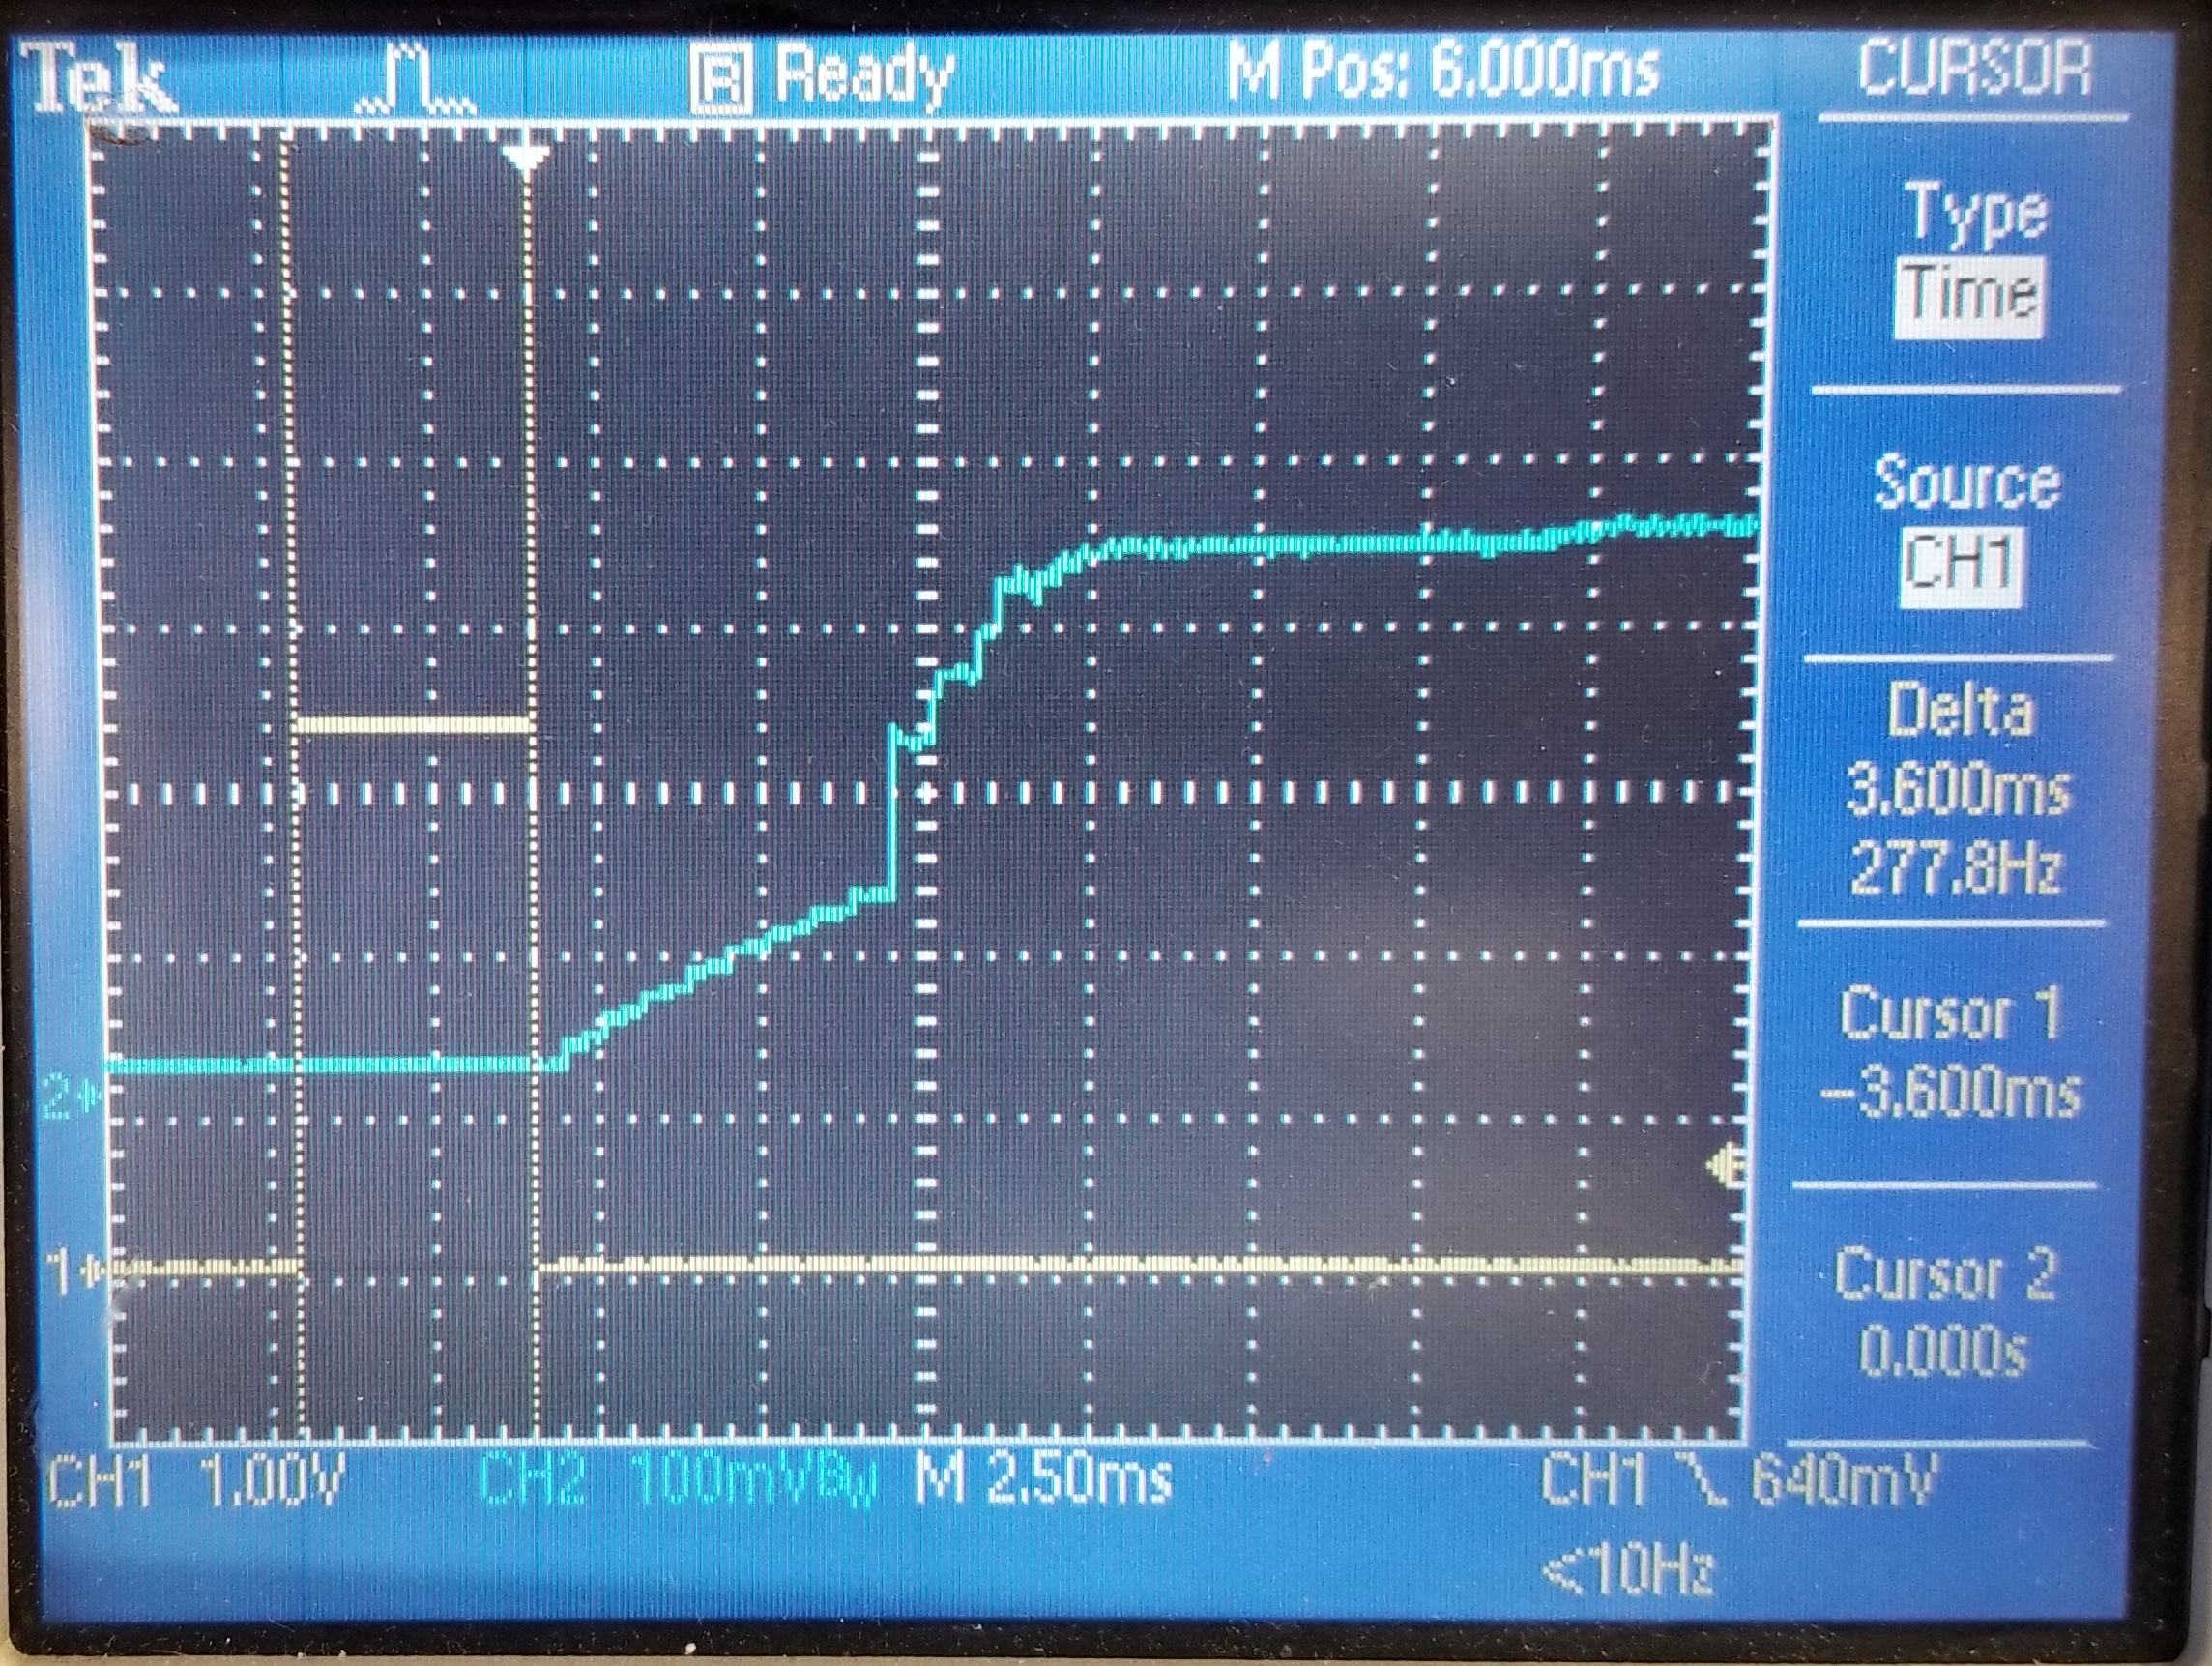 Tek R Ready M Pos: 6.000ms CURSOR
Type
Time
Source
CH1
Delta
3.600ms
277.8Hz
Cursor 1
-3.600ms
Cursor 2
0.000s
2
1
CH1 1.00V CH2 100mVBW M 2.50ms CH1 640mV
<10Hz